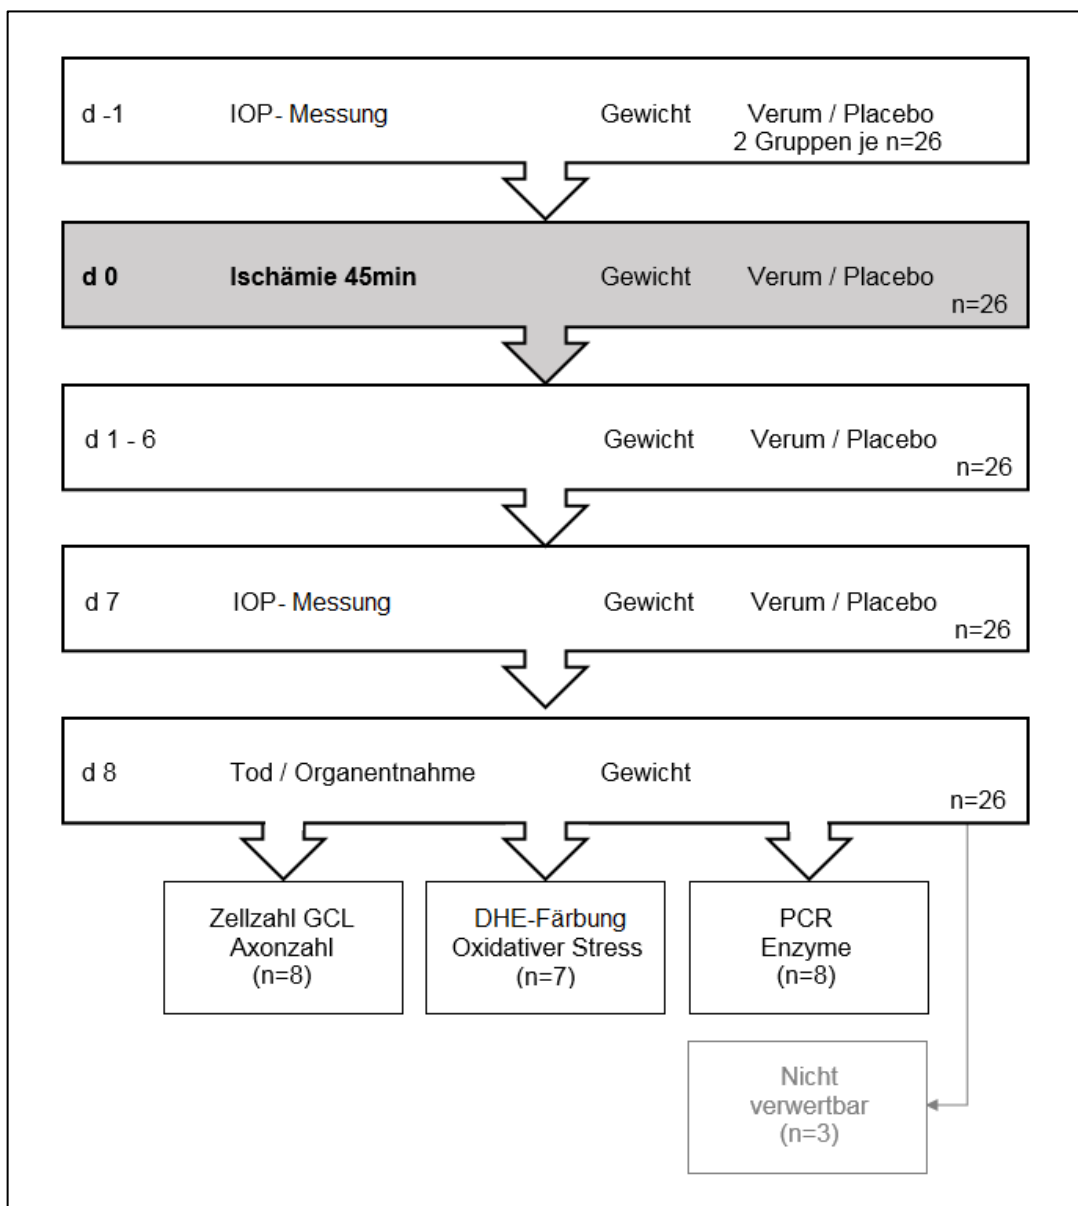 d -1 IOP- Messung Gewicht Verum / Placebo
2 Gruppen je n=26
d 0 Ischämie 45min Gewicht Verum / Placebo
n=26
d 1 - 6 Gewicht Verum / Placebo
n=26
d 7 IOP- Messung Gewicht Verum / Placebo
n=26
d 8 Tod / Organentnahme Gewicht
n=26
Zellzahl GCL
Axonzahl
(n=8)
DHE-Färbung
Oxidativer Stress
(n=7)
PCR
Enzyme
(n=8)
Nicht
verwertbar
(n=3)